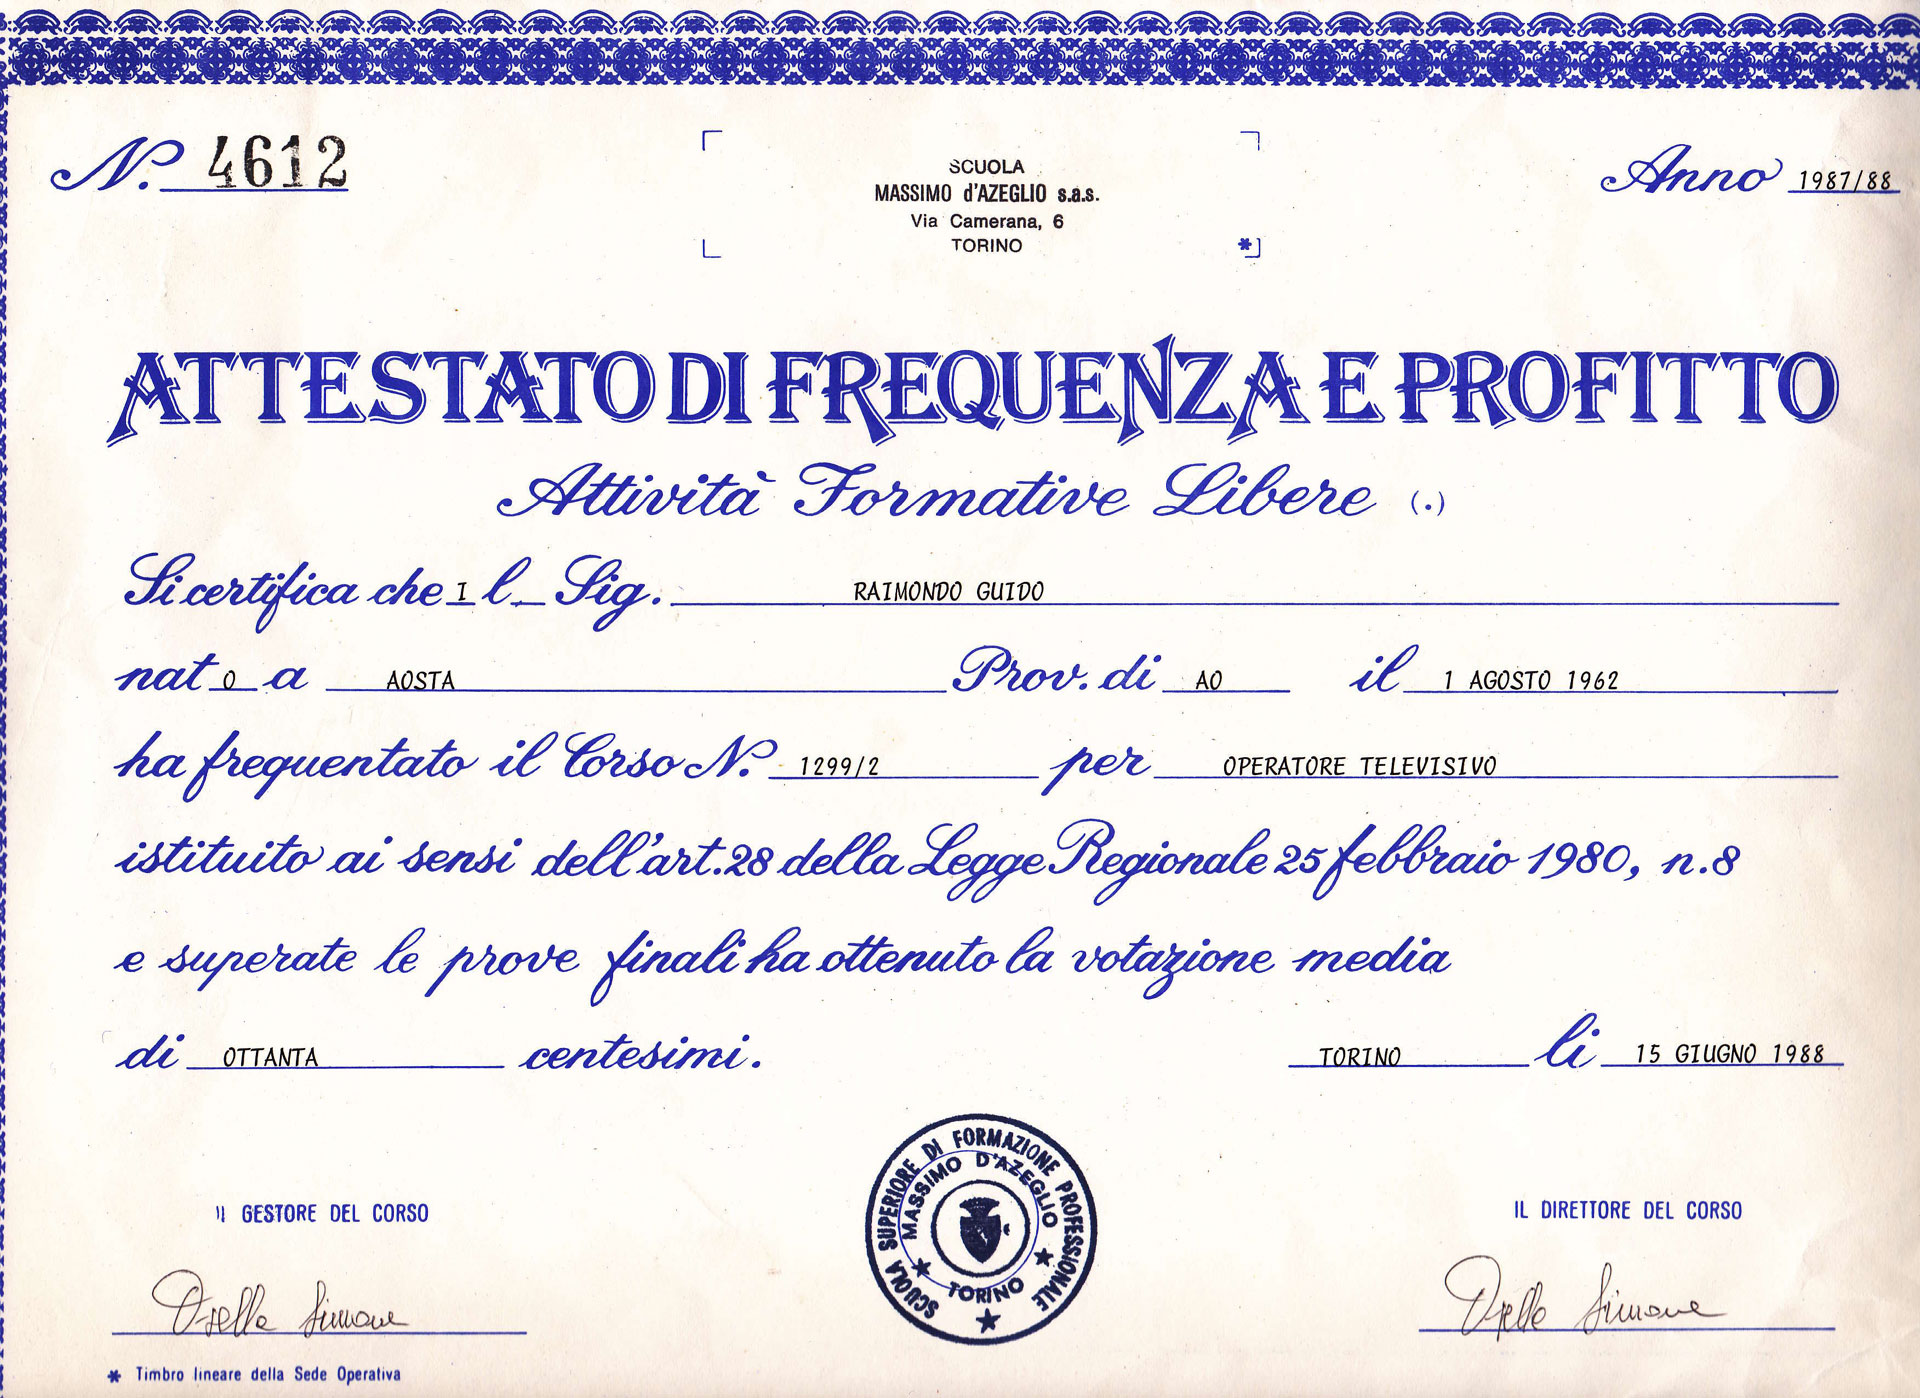 N. 4612
SCUOLA
MASSIMO d'AZEGLIO s.a.s.
Via Camerana, 6
TORINO
*
Anno 1987/88
ATTESTATO DI FREQUENZA E PROFITTO
Attività Formative Libere (.)
Si certifica che I l_ Sig. RAIMONDO GUIDO
nat O a AOSTA Prov. di AO il 1 AGOSTO 1962
ha frequentato il Corso N. 1299/2 per OPERATORE TELEVISIVO
istituito ai sensi dell'art. 28 della Legge Regionale 25 febbraio 1980, n. 8
e superate le prove finali ha ottenuto la votazione media
di OTTANTA centesimi. TORINO li 15 GIUGNO 1988
SCUOLA SUPERIORE DI FORMAZIONE PROFESSIONALE
MASSIMO D'AZEGLIO
TORINO
Il GESTORE DEL CORSO
IL DIRETTORE DEL CORSO
Simone
Simone
* Timbro lineare della Sede Operativa